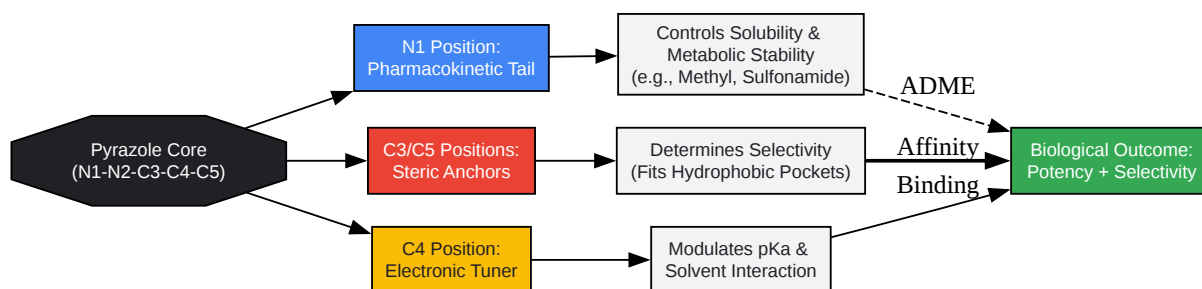 Pyrazole Core
(N1-N2-C3-C4-C5)
N1 Position:
Pharmacokinetic Tail
Controls Solubility &
Metabolic Stability
(e.g., Methyl, Sulfonamide)
ADME
C3/C5 Positions:
Steric Anchors
Determines Selectivity
(Fits Hydrophobic Pockets)
Affinity
C4 Position:
Electronic Tuner
Modulates pKa &
Solvent Interaction
Binding
Biological Outcome:
Potency + Selectivity